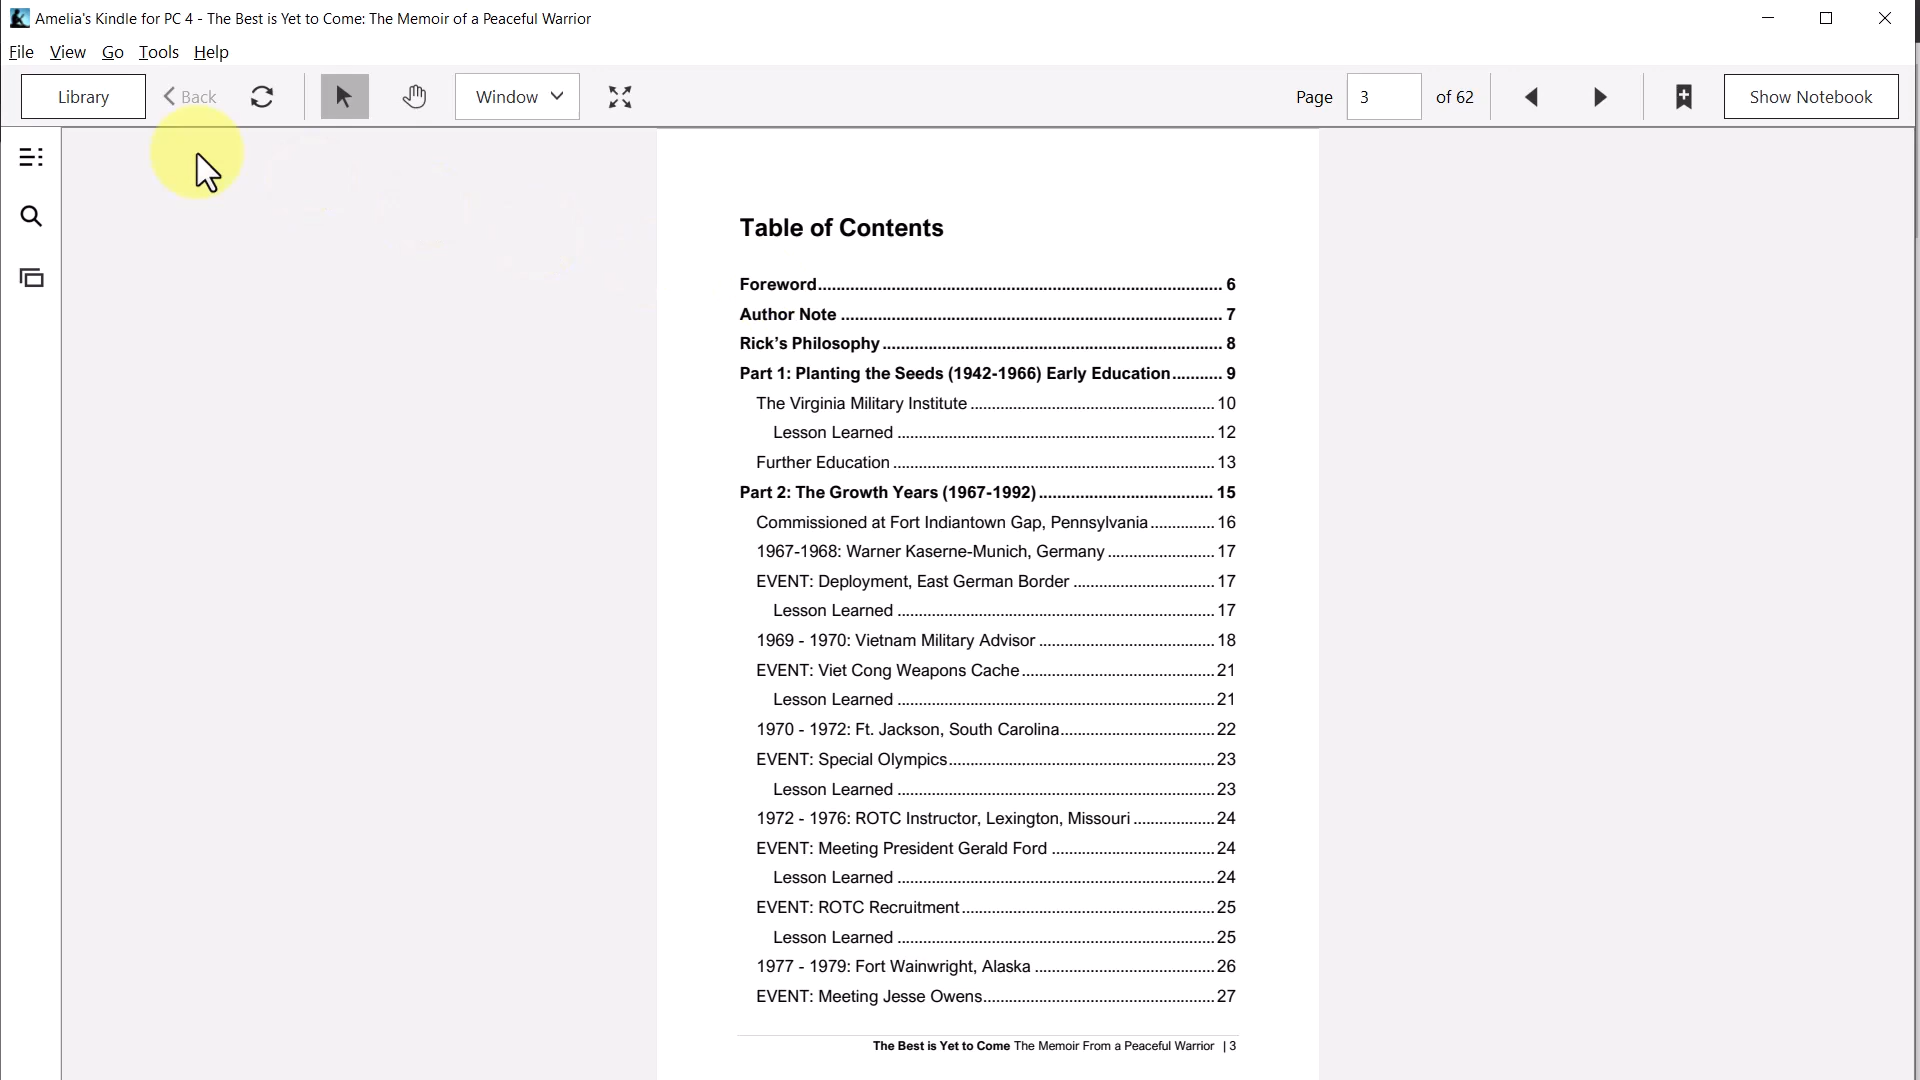 Amelia's Kindle for PC 4 - The Best is Yet to Come: The Memoir of a Peaceful Warrior
File View Go Tools Help
Library Back Window Page 3 of 62 Show Notebook
Table of Contents
Foreword........................................................................................ 6
Author Note ................................................................................... 7
Rick's Philosophy.......................................................................... 8
Part 1: Planting the Seeds (1942-1966) Early Education........... 9
The Virginia Military Institute ..................................................... 10
Lesson Learned ..................................................................... 12
Further Education ...................................................................... 13
Part 2: The Growth Years (1967-1992)...................................... 15
Commissioned at Fort Indiantown Gap, Pennsylvania.............. 16
1967-1968: Warner Kaserne-Munich, Germany ....................... 17
EVENT: Deployment, East German Border .............................. 17
Lesson Learned ..................................................................... 17
1969 - 1970: Vietnam Military Advisor ...................................... 18
EVENT: Viet Cong Weapons Cache.......................................... 21
Lesson Learned ..................................................................... 21
1970 - 1972: Ft. Jackson, South Carolina................................. 22
EVENT: Special Olympics.......................................................... 23
Lesson Learned ..................................................................... 23
1972 - 1976: ROTC Instructor, Lexington, Missouri .................. 24
EVENT: Meeting President Gerald Ford ................................... 24
Lesson Learned ..................................................................... 24
EVENT: ROTC Recruitment....................................................... 25
Lesson Learned ..................................................................... 25
1977 - 1979: Fort Wainwright, Alaska ....................................... 26
EVENT: Meeting Jesse Owens.................................................. 27
The Best is Yet to Come The Memoir From a Peaceful Warrior | 3